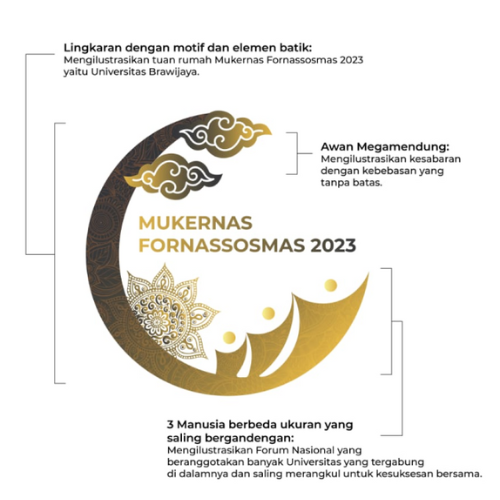 Lingkaran dengan motif dan elemen batik:
Mengilustrasikan tuan rumah Mukernas Fornassosmas 2023
yaitu Universitas Brawijaya.
Awan Megamendung:
Mengilustrasikan kesabaran
dengan kebebasan yang
tanpa batas.
MUKERNAS
FORNASSOSMAS 2023
3 Manusia berbeda ukuran yang
saling bergandengan:
Mengilustrasikan Forum Nasional yang
beranggotakan banyak Universitas yang tergabung
di dalamnya dan saling merangkul untuk kesuksesan bersama.